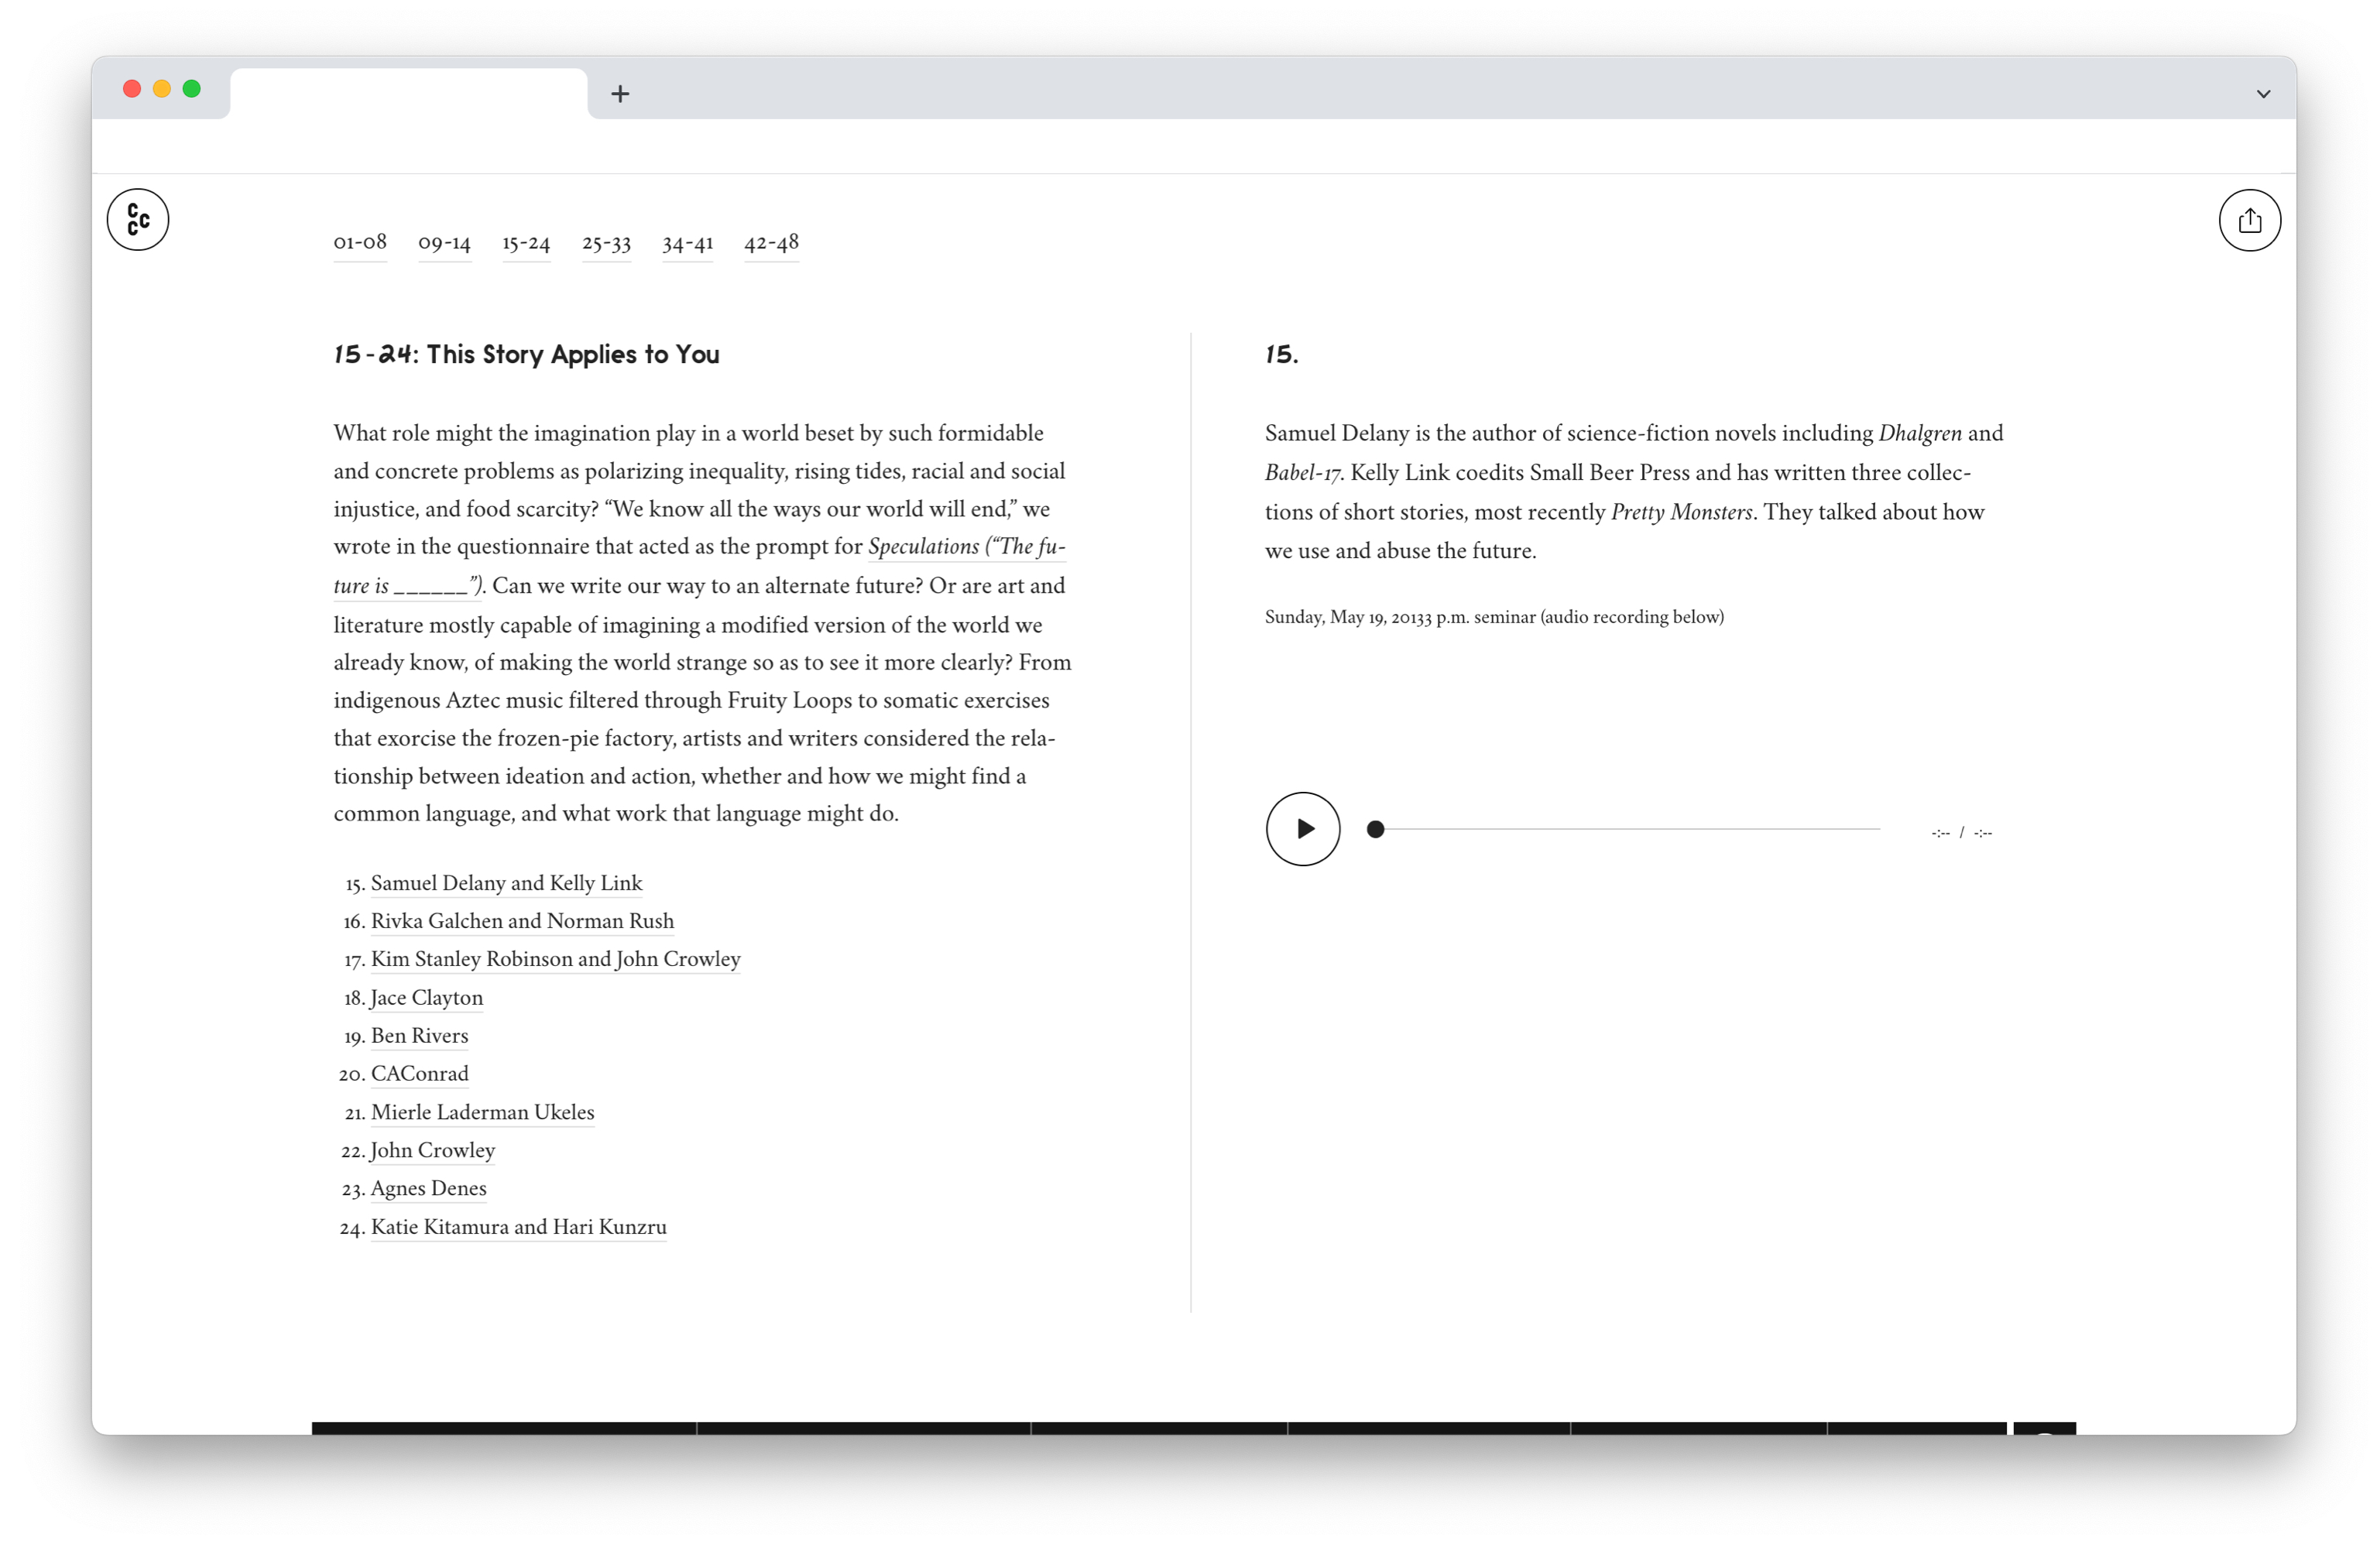 C
C
C
01-08 09-14 15-24 25-33 34-41 42-48
15-24: This Story Applies to You
What role might the imagination play in a world beset by such formidable
and concrete problems as polarizing inequality, rising tides, racial and social
injustice, and food scarcity? “We know all the ways our world will end,” we
wrote in the questionnaire that acted as the prompt for Speculations (“The fu-
ture is ______”). Can we write our way to an alternate future? Or are art and
literature mostly capable of imagining a modified version of the world we
already know, of making the world strange so as to see it more clearly? From
indigenous Aztec music filtered through Fruity Loops to somatic exercises
that exorcise the frozen-pie factory, artists and writers considered the rela-
tionship between ideation and action, whether and how we might find a
common language, and what work that language might do.
15. Samuel Delany and Kelly Link
16. Rivka Galchen and Norman Rush
17. Kim Stanley Robinson and John Crowley
18. Jace Clayton
19. Ben Rivers
20. CAConrad
21. Mierle Laderman Ukeles
22. John Crowley
23. Agnes Denes
24. Katie Kitamura and Hari Kunzru
15.
Samuel Delany is the author of science-fiction novels including Dhalgren and
Babel-17. Kelly Link coedits Small Beer Press and has written three collec-
tions of short stories, most recently Pretty Monsters. They talked about how
we use and abuse the future.
Sunday, May 19, 20133 p.m. seminar (audio recording below)
-:-- / -:--